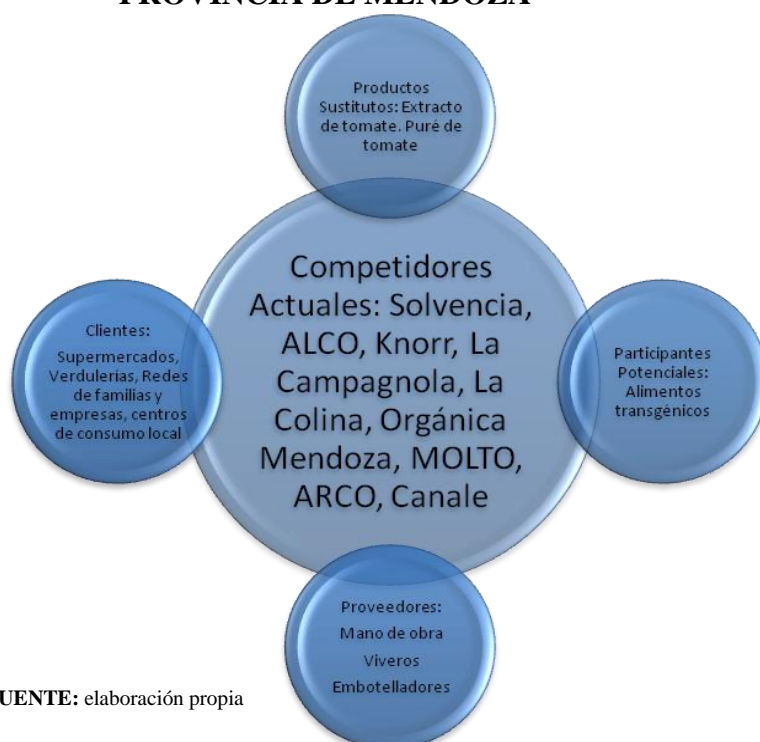 PROVINCIA DE MENDOZA
Productos
Sustitutos: Extracto
de tomate. Puré de
tomate
Competidores
Actuales: Solvencia,
ALCO, Knorr, La
Campagnola, La
Colina, Orgánica
Mendoza, MOLTO,
ARCO, Canale
Clientes:
Supermercados,
Verdulerías, Redes
de familias y
empresas, centros
de consumo local
Participantes
Potenciales:
Alimentos
transgénicos
Proveedores:
Mano de obra
Viveros
Embotelladores
UENTE: elaboración propia